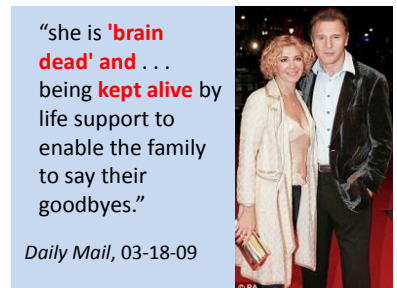 “she is 'brain
dead' and . . .
being kept alive by
life support to
enable the family
to say their
goodbyes.”
Daily Mail, 03-18-09
© PA